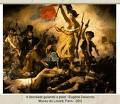 A liberdade guiando o povo - Eugène Delacroix
Museu do Louvre, Paris - 1830